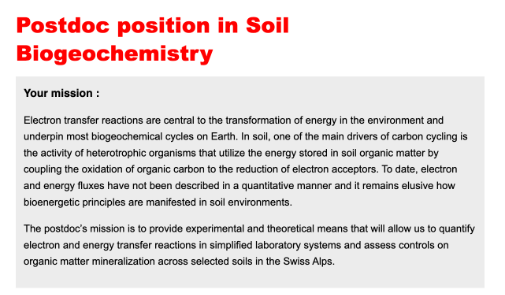 Postdoc position in Soil
Biogeochemistry
Your mission :
Electron transfer reactions are central to the transformation of energy in the environment and
underpin most biogeochemical cycles on Earth. In soil, one of the main drivers of carbon cycling is
the activity of heterotrophic organisms that utilize the energy stored in soil organic matter by
coupling the oxidation of organic carbon to the reduction of electron acceptors. To date, electron
and energy fluxes have not been described in a quantitative manner and it remains elusive how
bioenergetic principles are manifested in soil environments.
The postdoc's mission is to provide experimental and theoretical means that will allow us to quantify
electron and energy transfer reactions in simplified laboratory systems and assess controls on
organic matter mineralization across selected soils in the Swiss Alps.